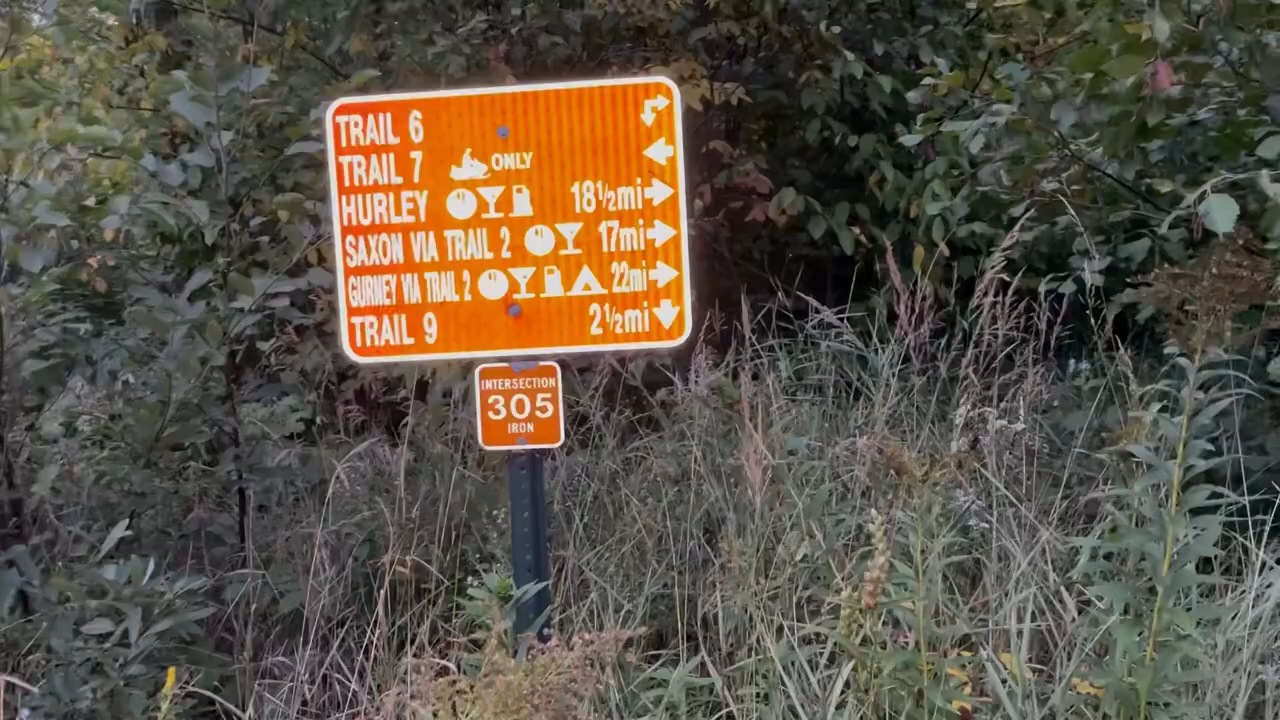 TRAIL 6
TRAIL 7 ONLY
HURLEY 18½mi
SAXON VIA TRAIL 2 17mi
GURNEY VIA TRAIL 2 22mi
TRAIL 9 2½mi
INTERSECTION
305
IRON